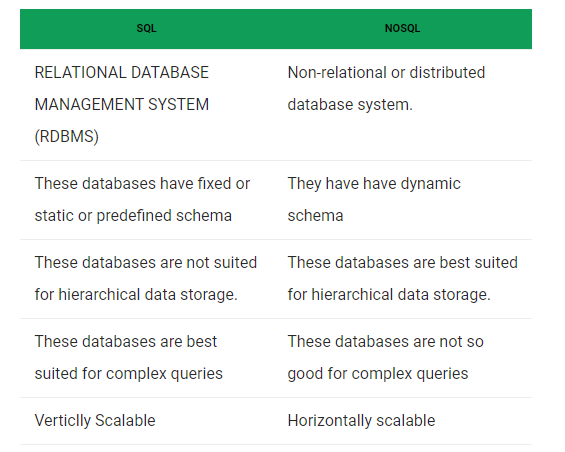 SQL
NOSQL
RELATIONAL DATABASE
MANAGEMENT SYSTEM
(RDBMS)
Non-relational or distributed
database system.
These databases have fixed or
static or predefined schema
They have have dynamic
schema
These databases are not suited
for hierarchical data storage.
These databases are best suited
for hierarchical data storage.
These databases are best
suited for complex queries
These databases are not so
good for complex queries
Verticlly Scalable
Horizontally scalable